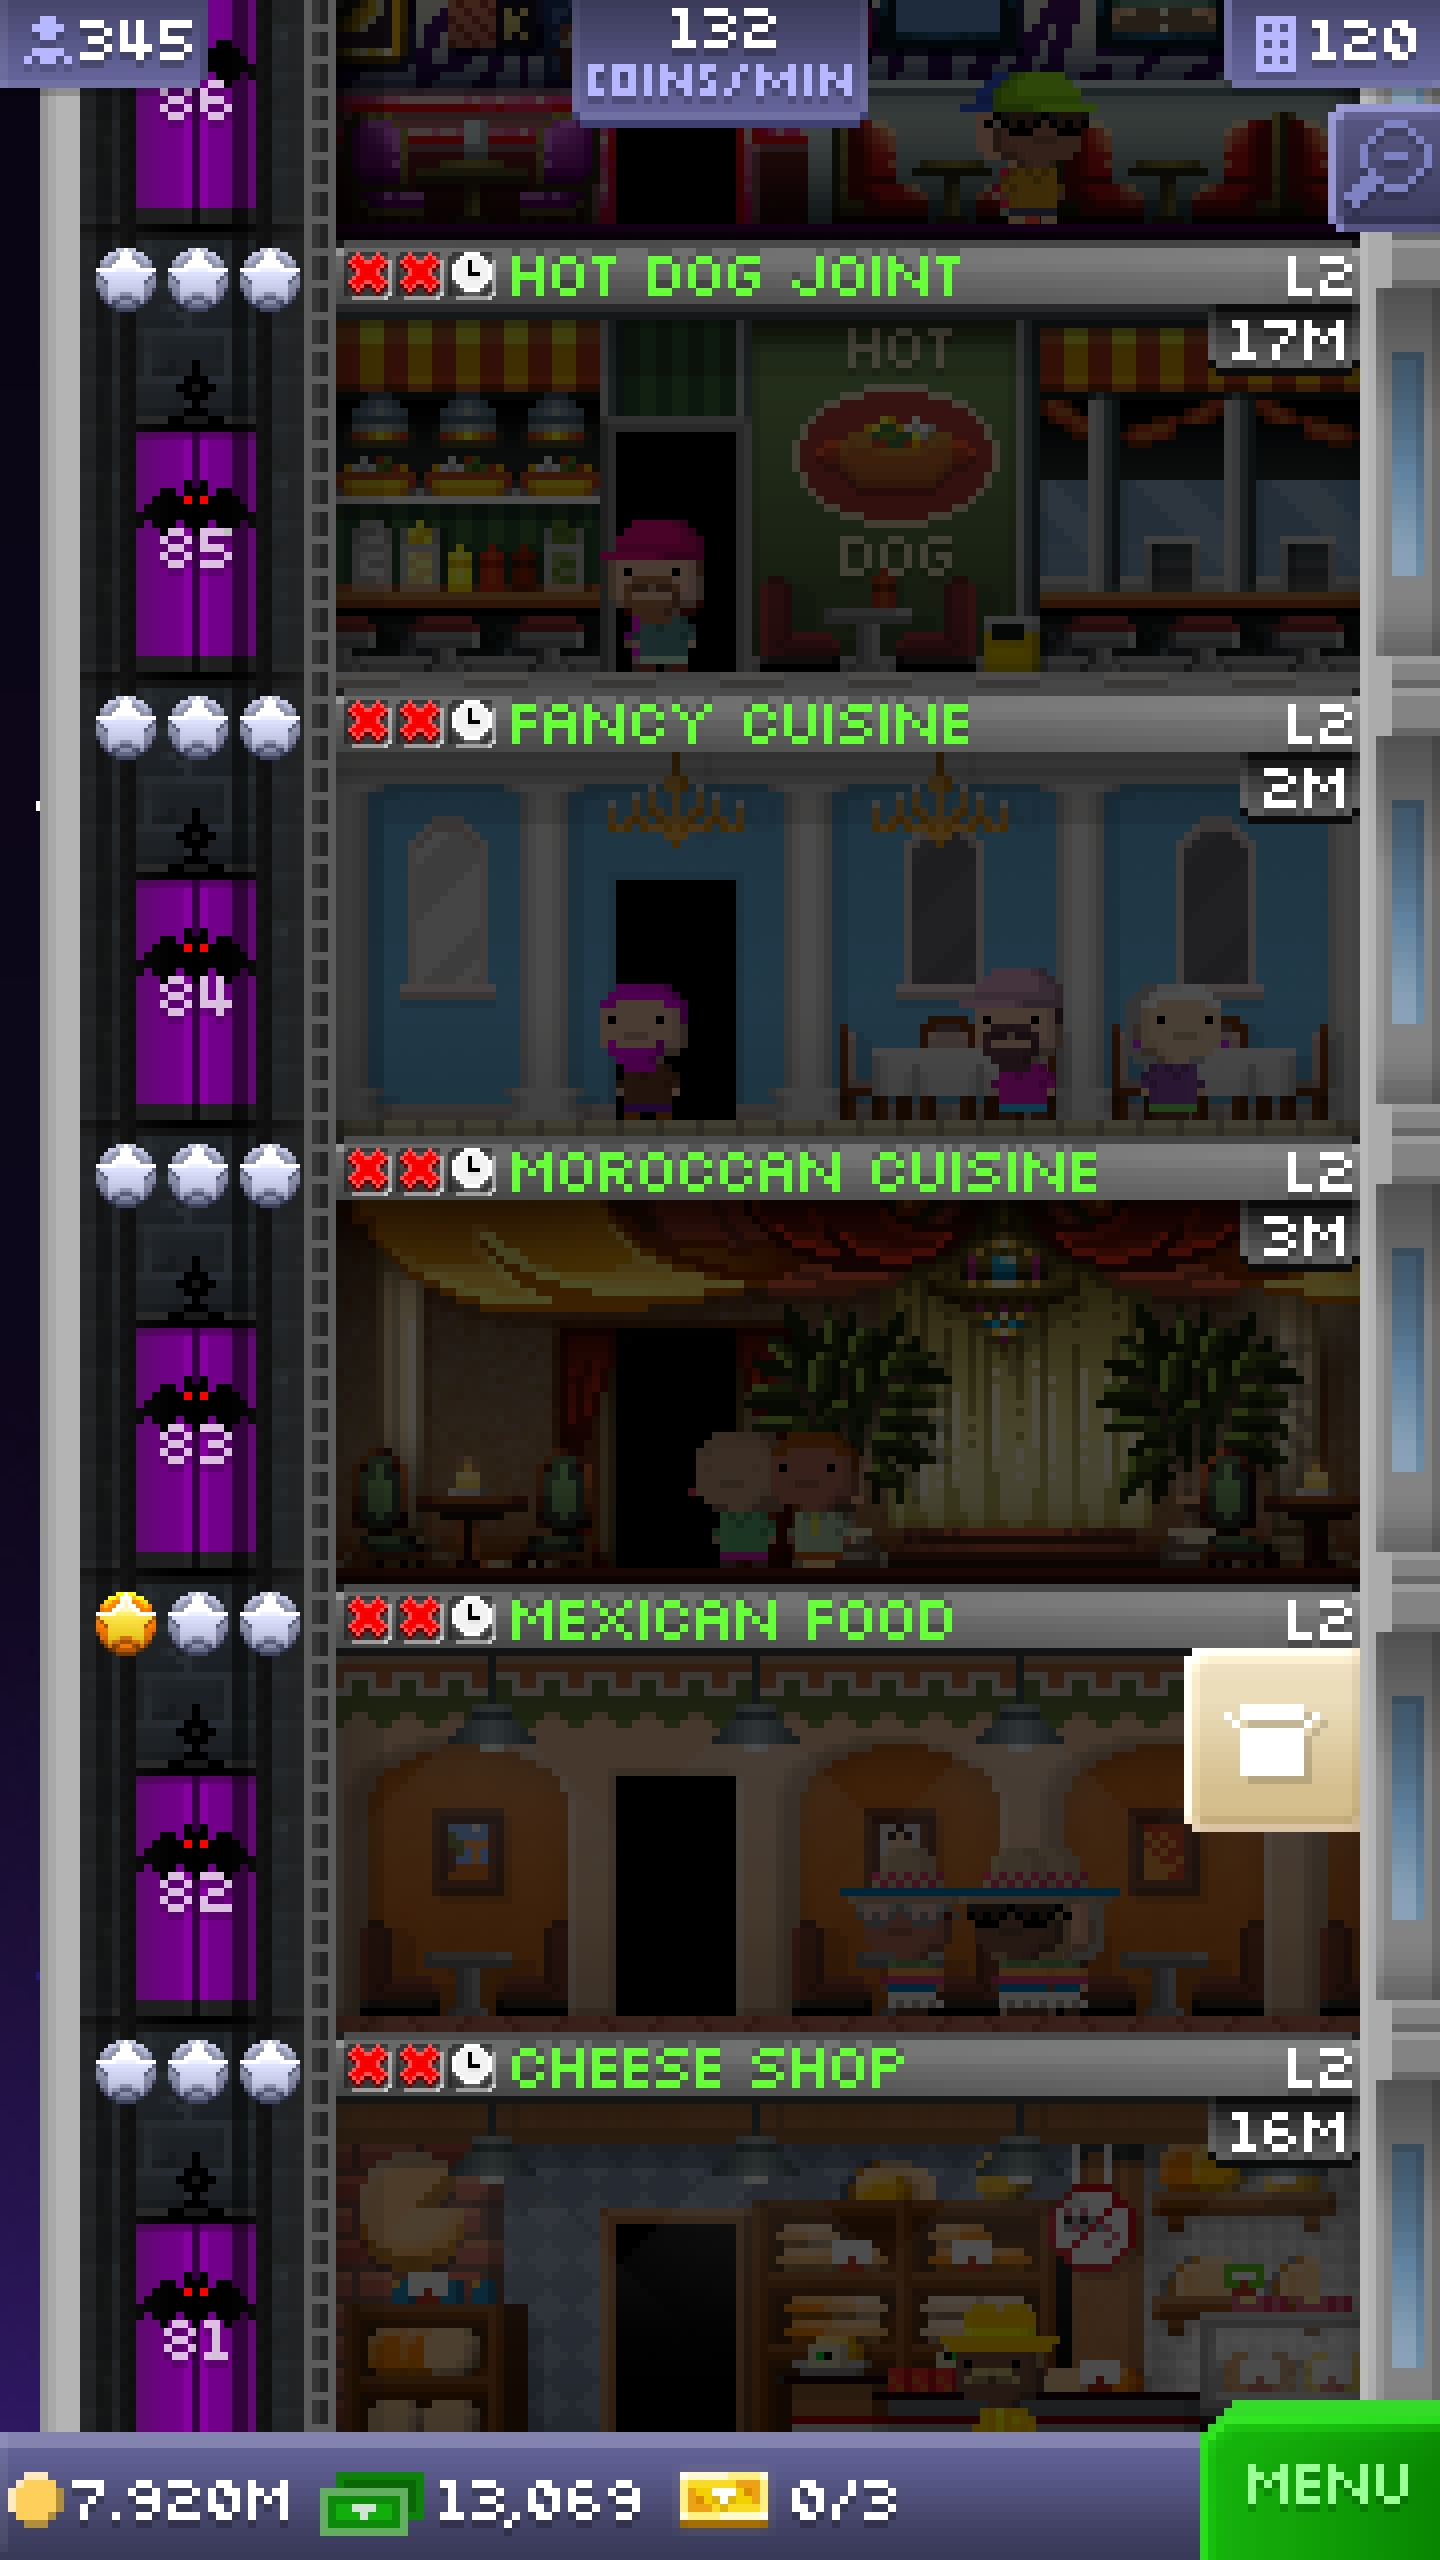 345
132
COINS/MIN
120
K
86
HOT DOG JOINT
L2
17M
HOT
DOG
85
FANCY CUISINE
L2
2M
84
MOROCCAN CUISINE
L2
3M
83
MEXICAN FOOD
L2
82
CHEESE SHOP
L2
16M
81
7.920M
13,069
0/3
MENU